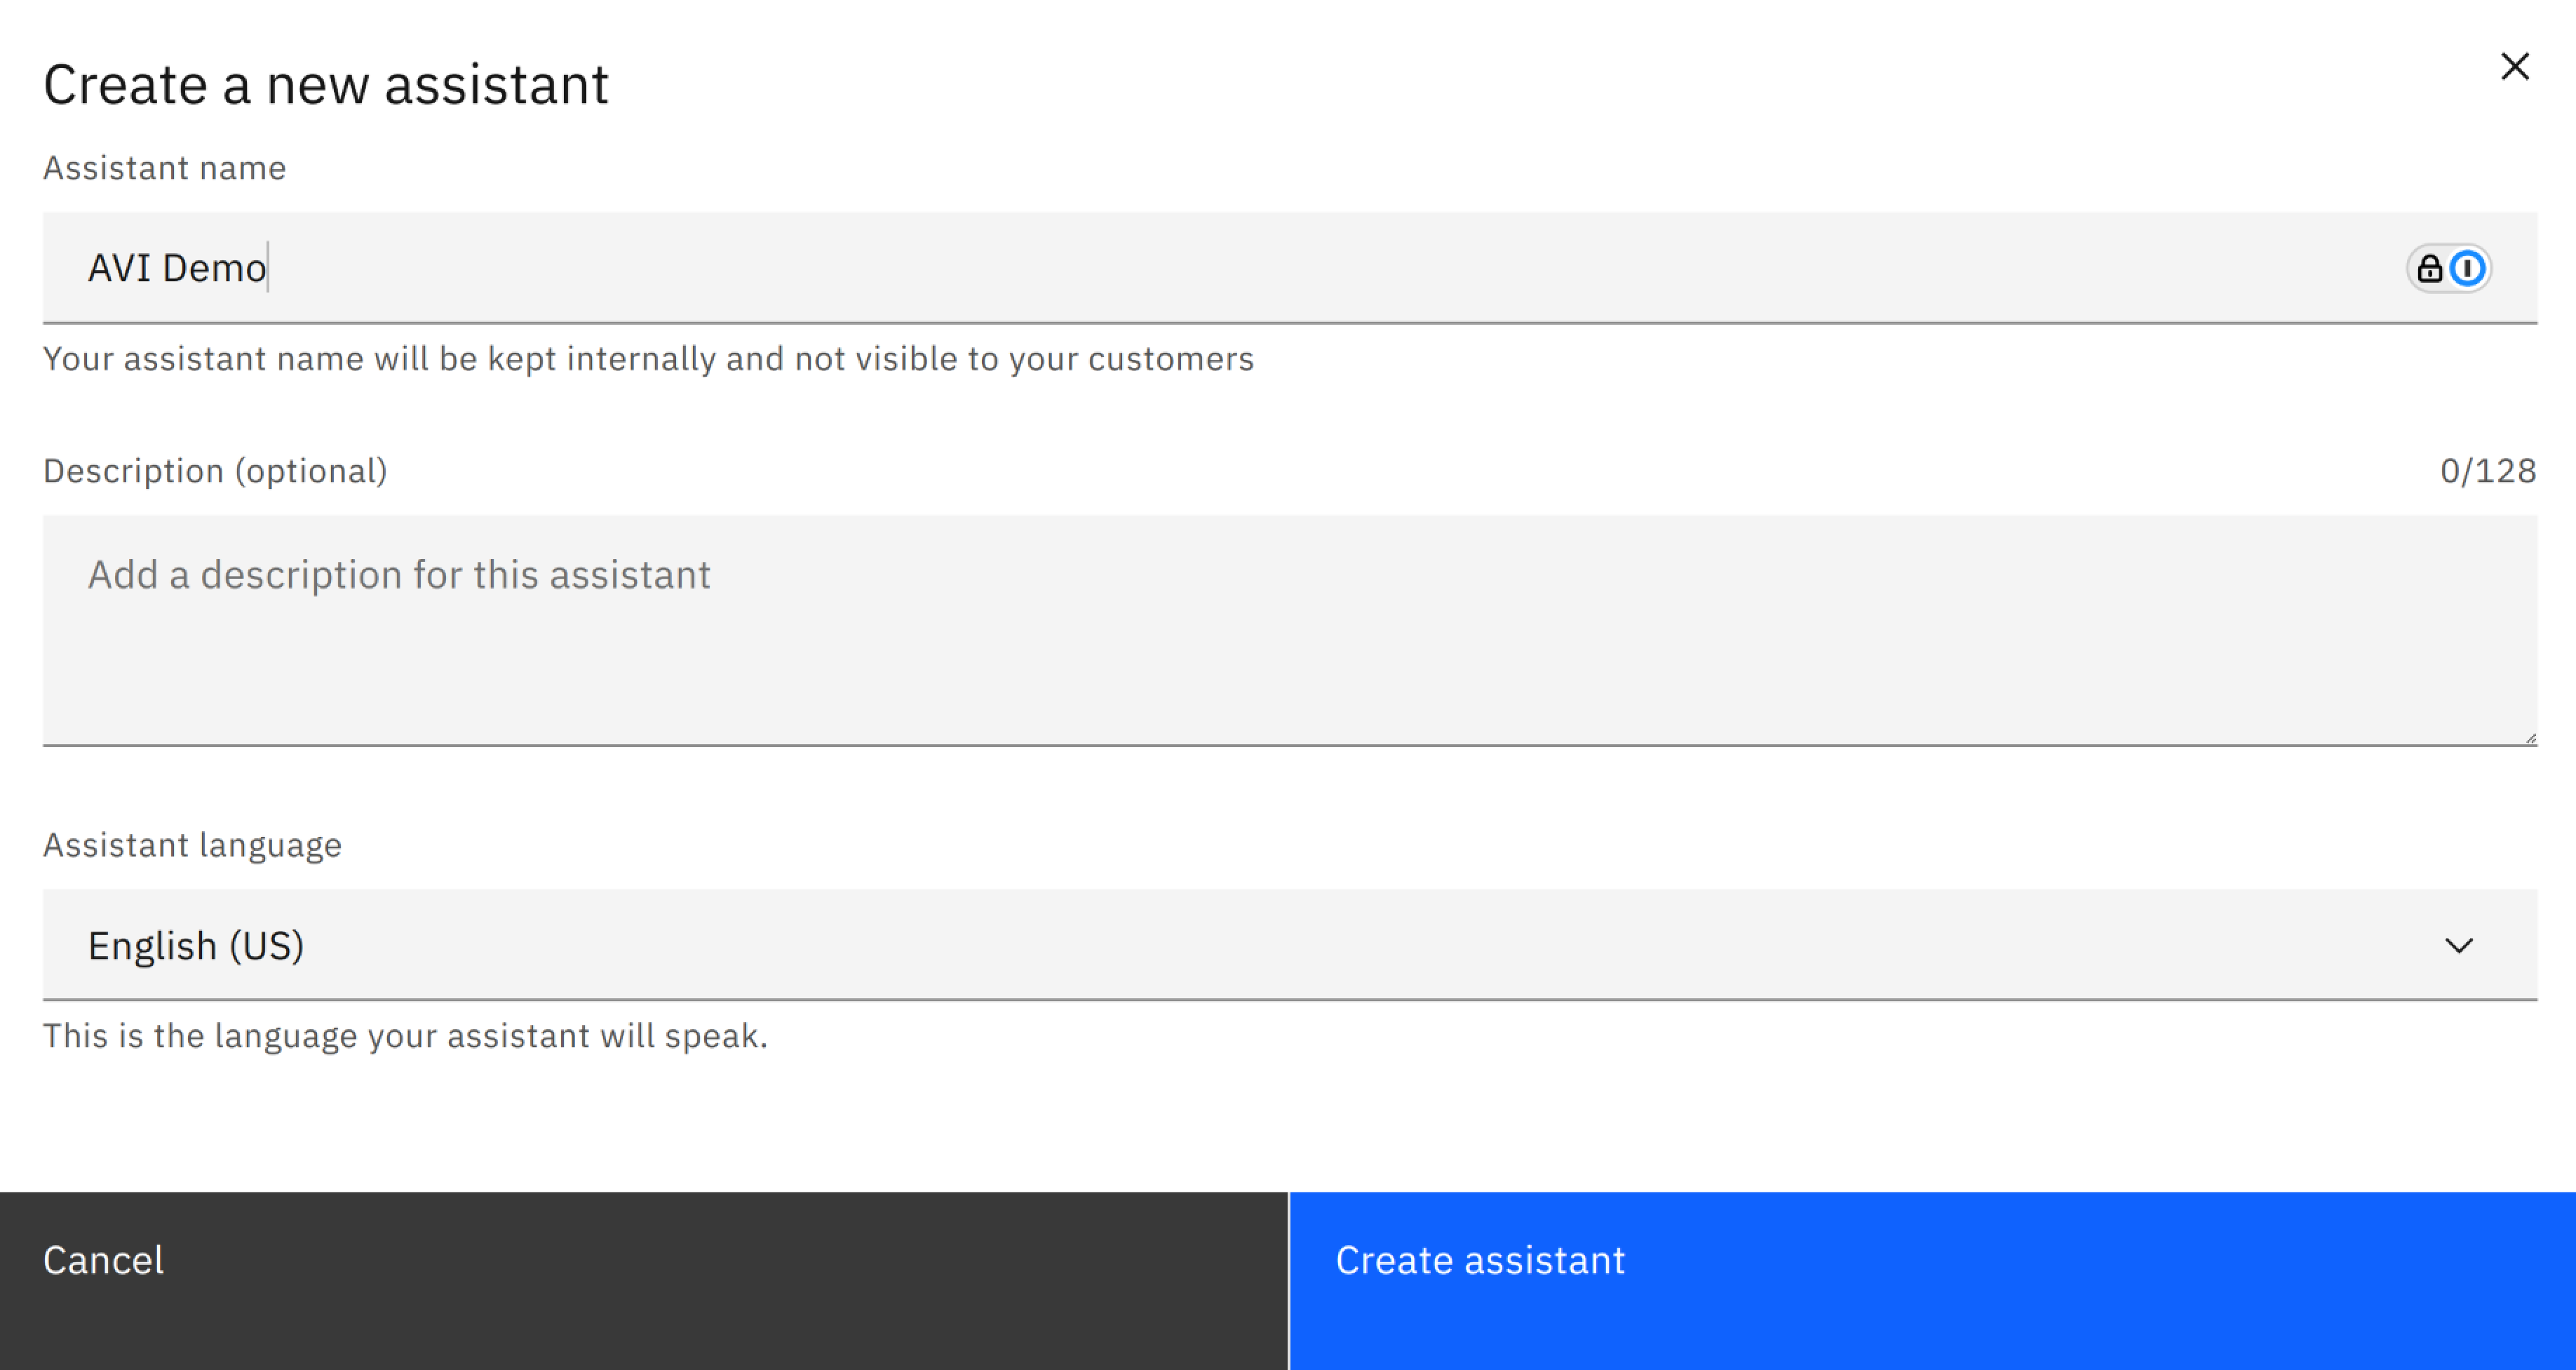 Create a new assistant
Assistant name
AVI Demo
Your assistant name will be kept internally and not visible to your customers
Description (optional)
0/128
Add a description for this assistant
Assistant language
English (US)
This is the language your assistant will speak.
Cancel
Create assistant